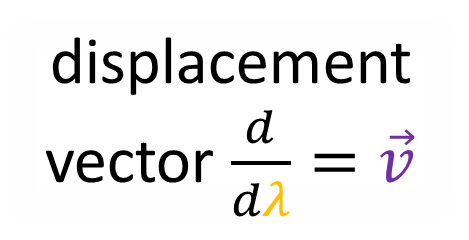 displacement
vector d/dλ = v⃗